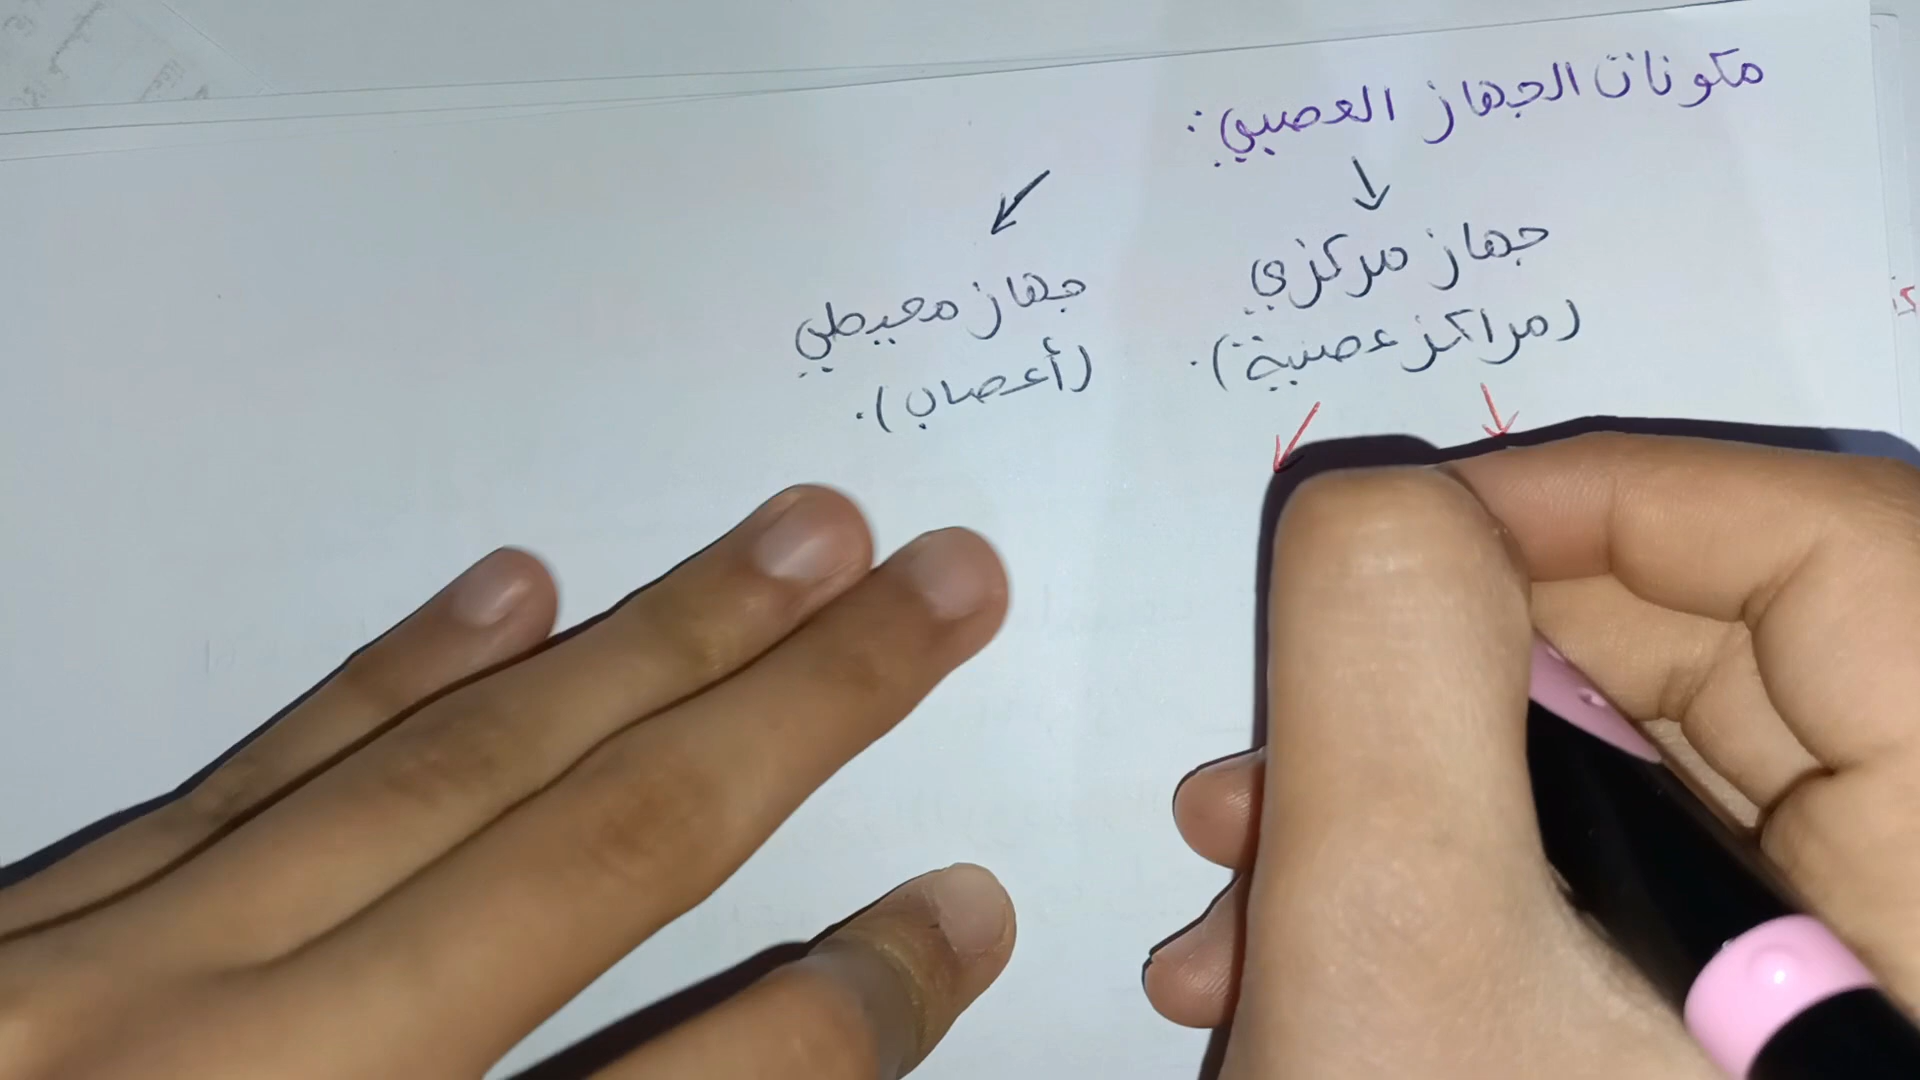 مكونات الجهاز العصبي:
جهاز مركزي
(مراكز عصبية).
جهاز محيطي
(أعصاب).